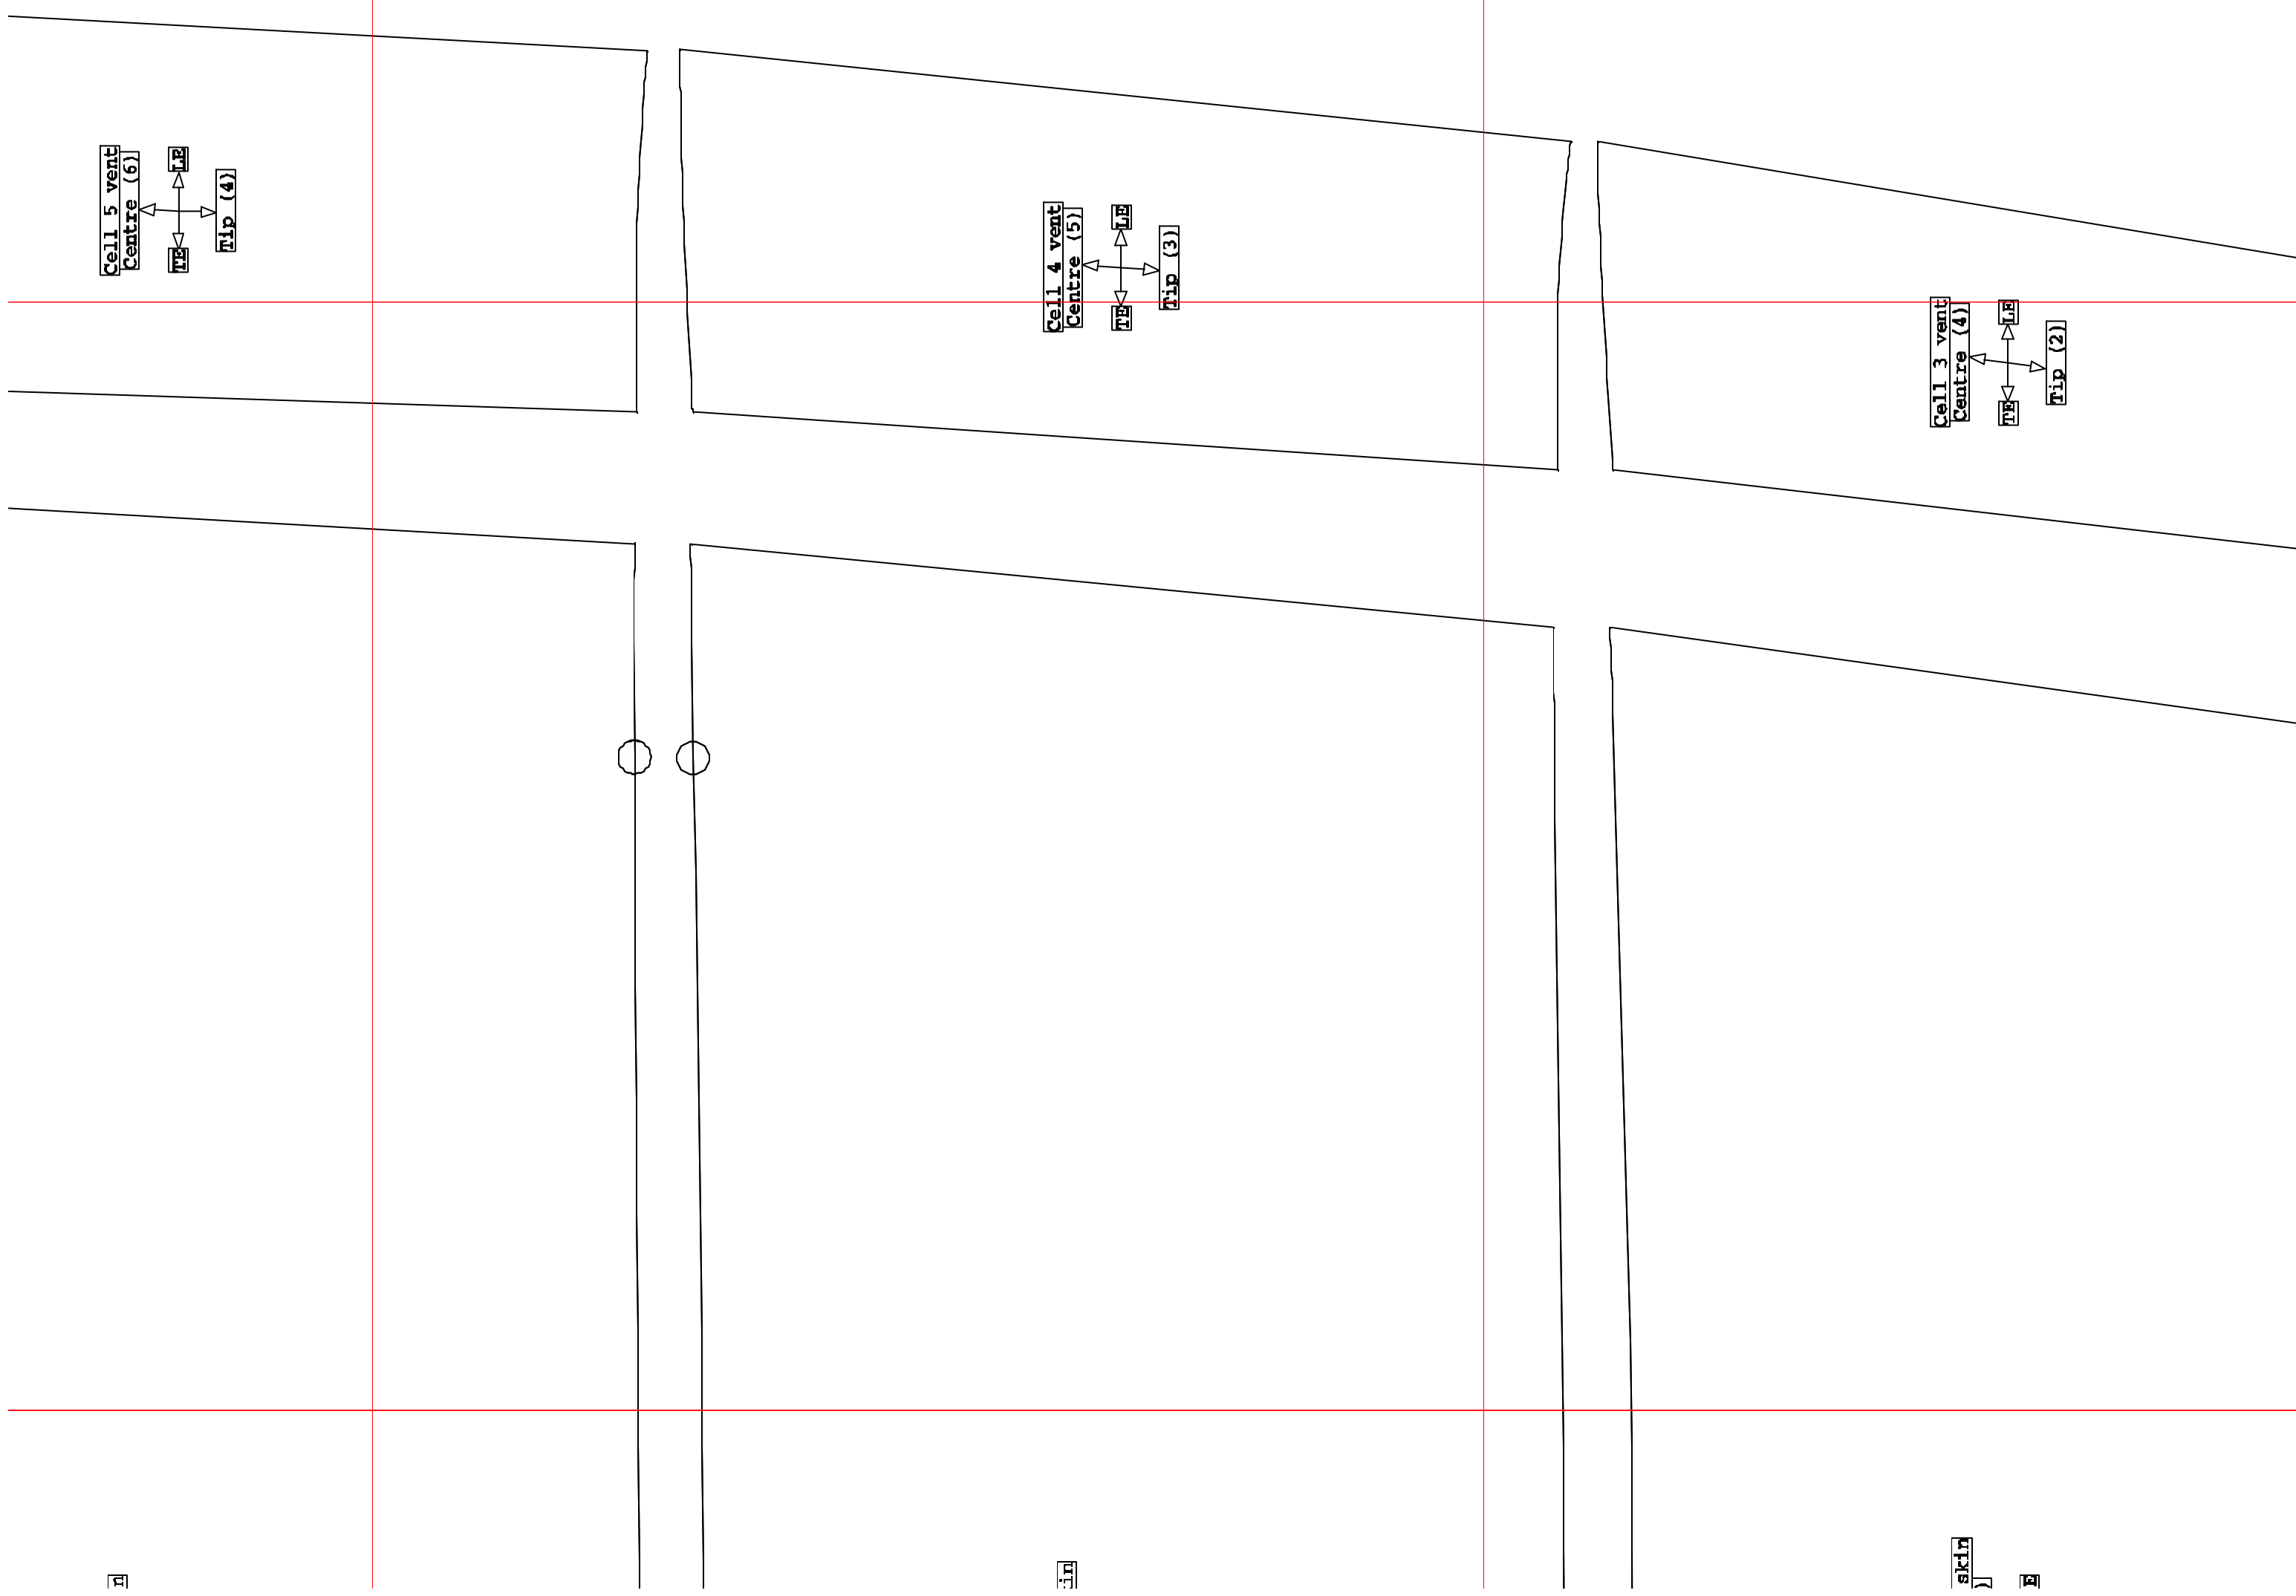 Cell 5 vent
Centre (6)
LE
TE
Tip (4)
Cell 4 vent
Centre (5)
LE
TE
Tip (3)
Cell 3 vent
Centre (4)
LE
TE
Tip (2)
n
in
skin
)
E